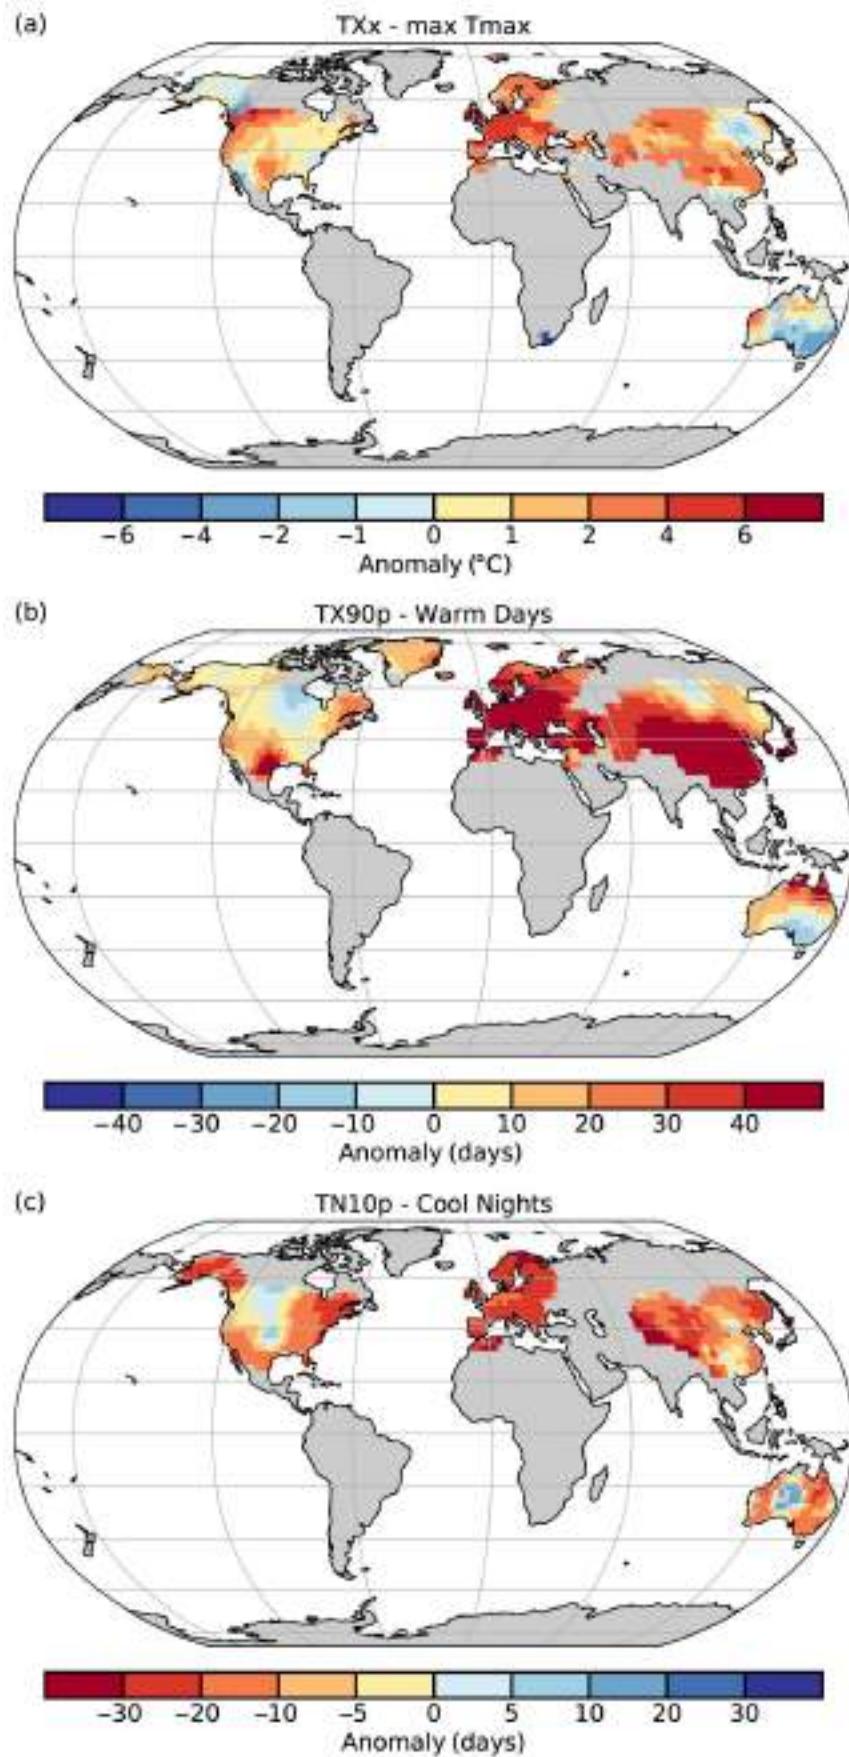 (a)
TXx - max Tmax
−6 −4 −2 −1 0 1 2 4 6
Anomaly (°C)
(b)
TX90p - Warm Days
−40 −30 −20 −10 0 10 20 30 40
Anomaly (days)
(c)
TN10p - Cool Nights
−30 −20 −10 −5 0 5 10 20 30
Anomaly (days)